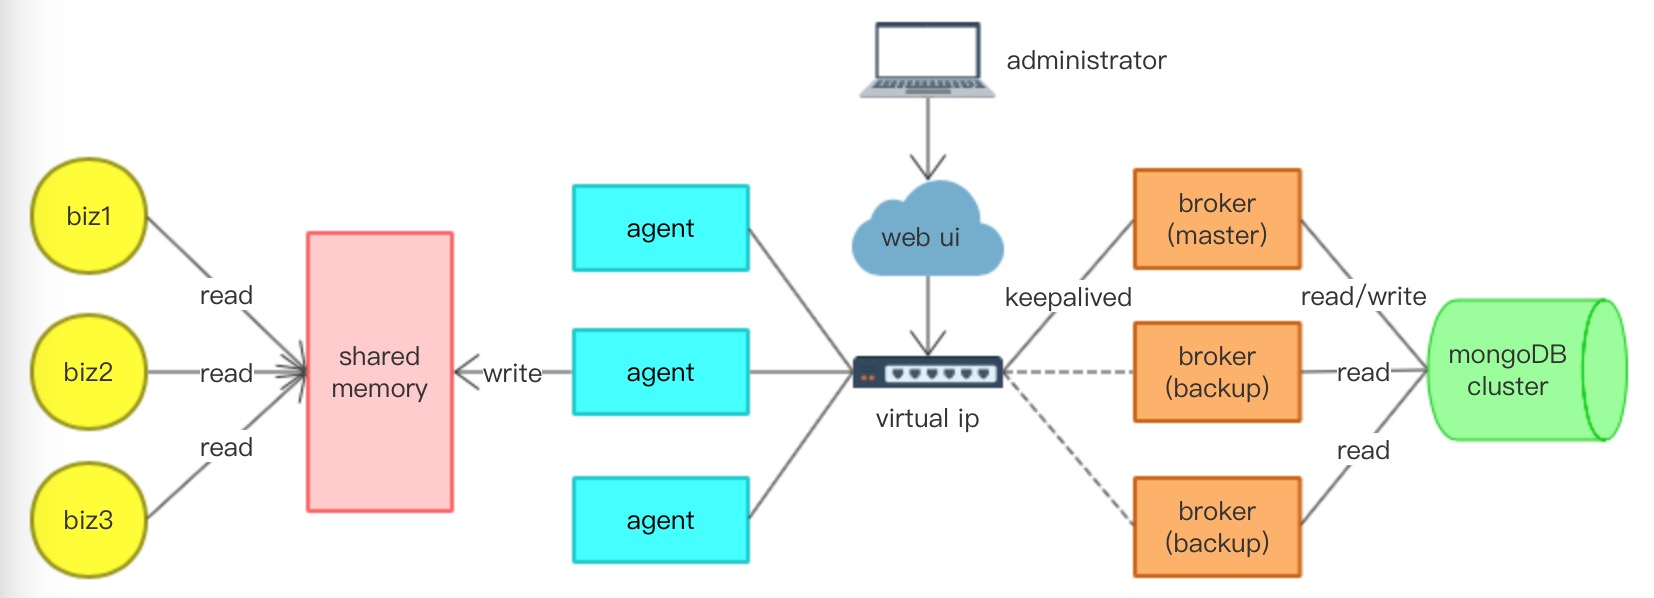 administrator
biz1
agent
web ui
broker
(master)
read
keepalived
read/write
biz2
read
shared
memory
write
agent
virtual ip
broker
(backup)
read
mongoDB
cluster
read
read
biz3
agent
broker
(backup)